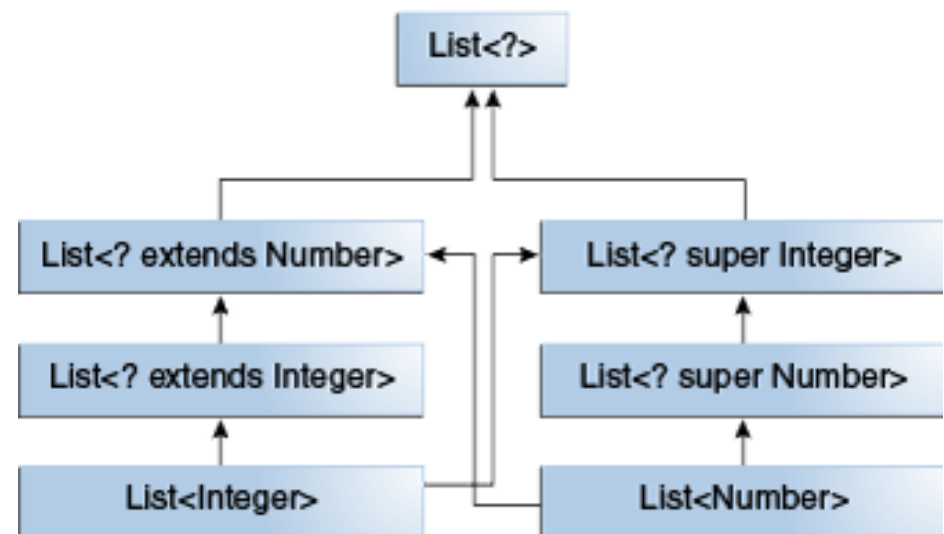 List<?>
List<? extends Number>
List<? super Integer>
List<? extends Integer>
List<? super Number>
List<Integer>
List<Number>